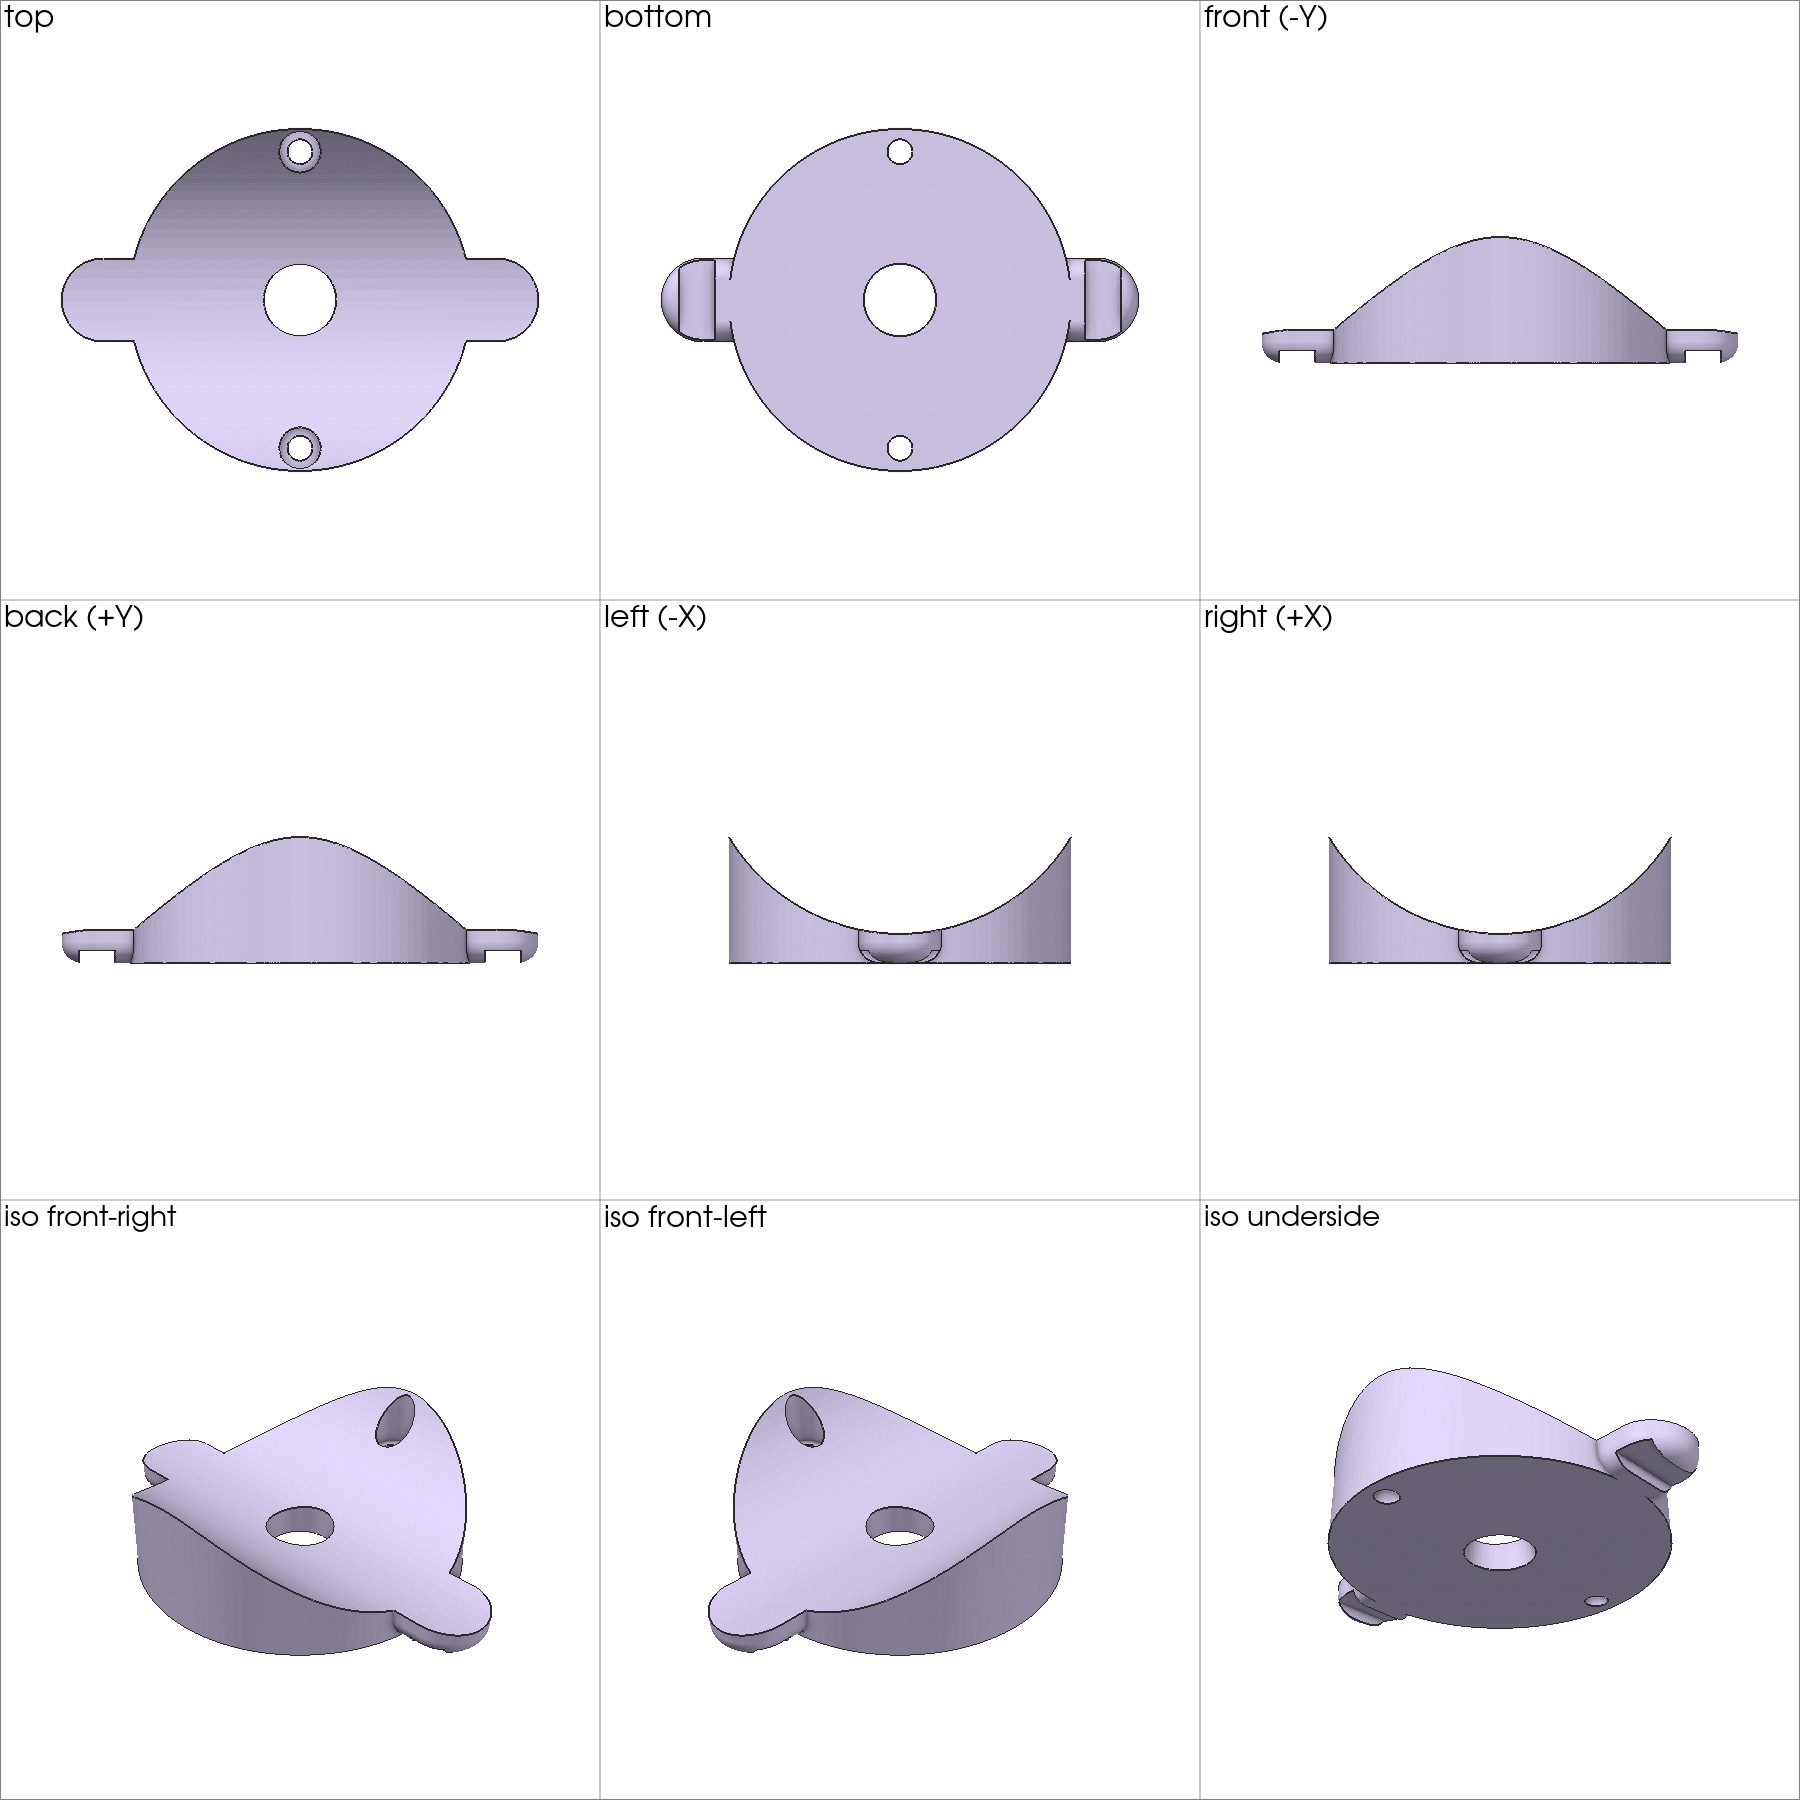 top
bottom
front (-Y)
back (+Y)
left (-X)
right (+X)
iso front-right
iso front-left
iso underside